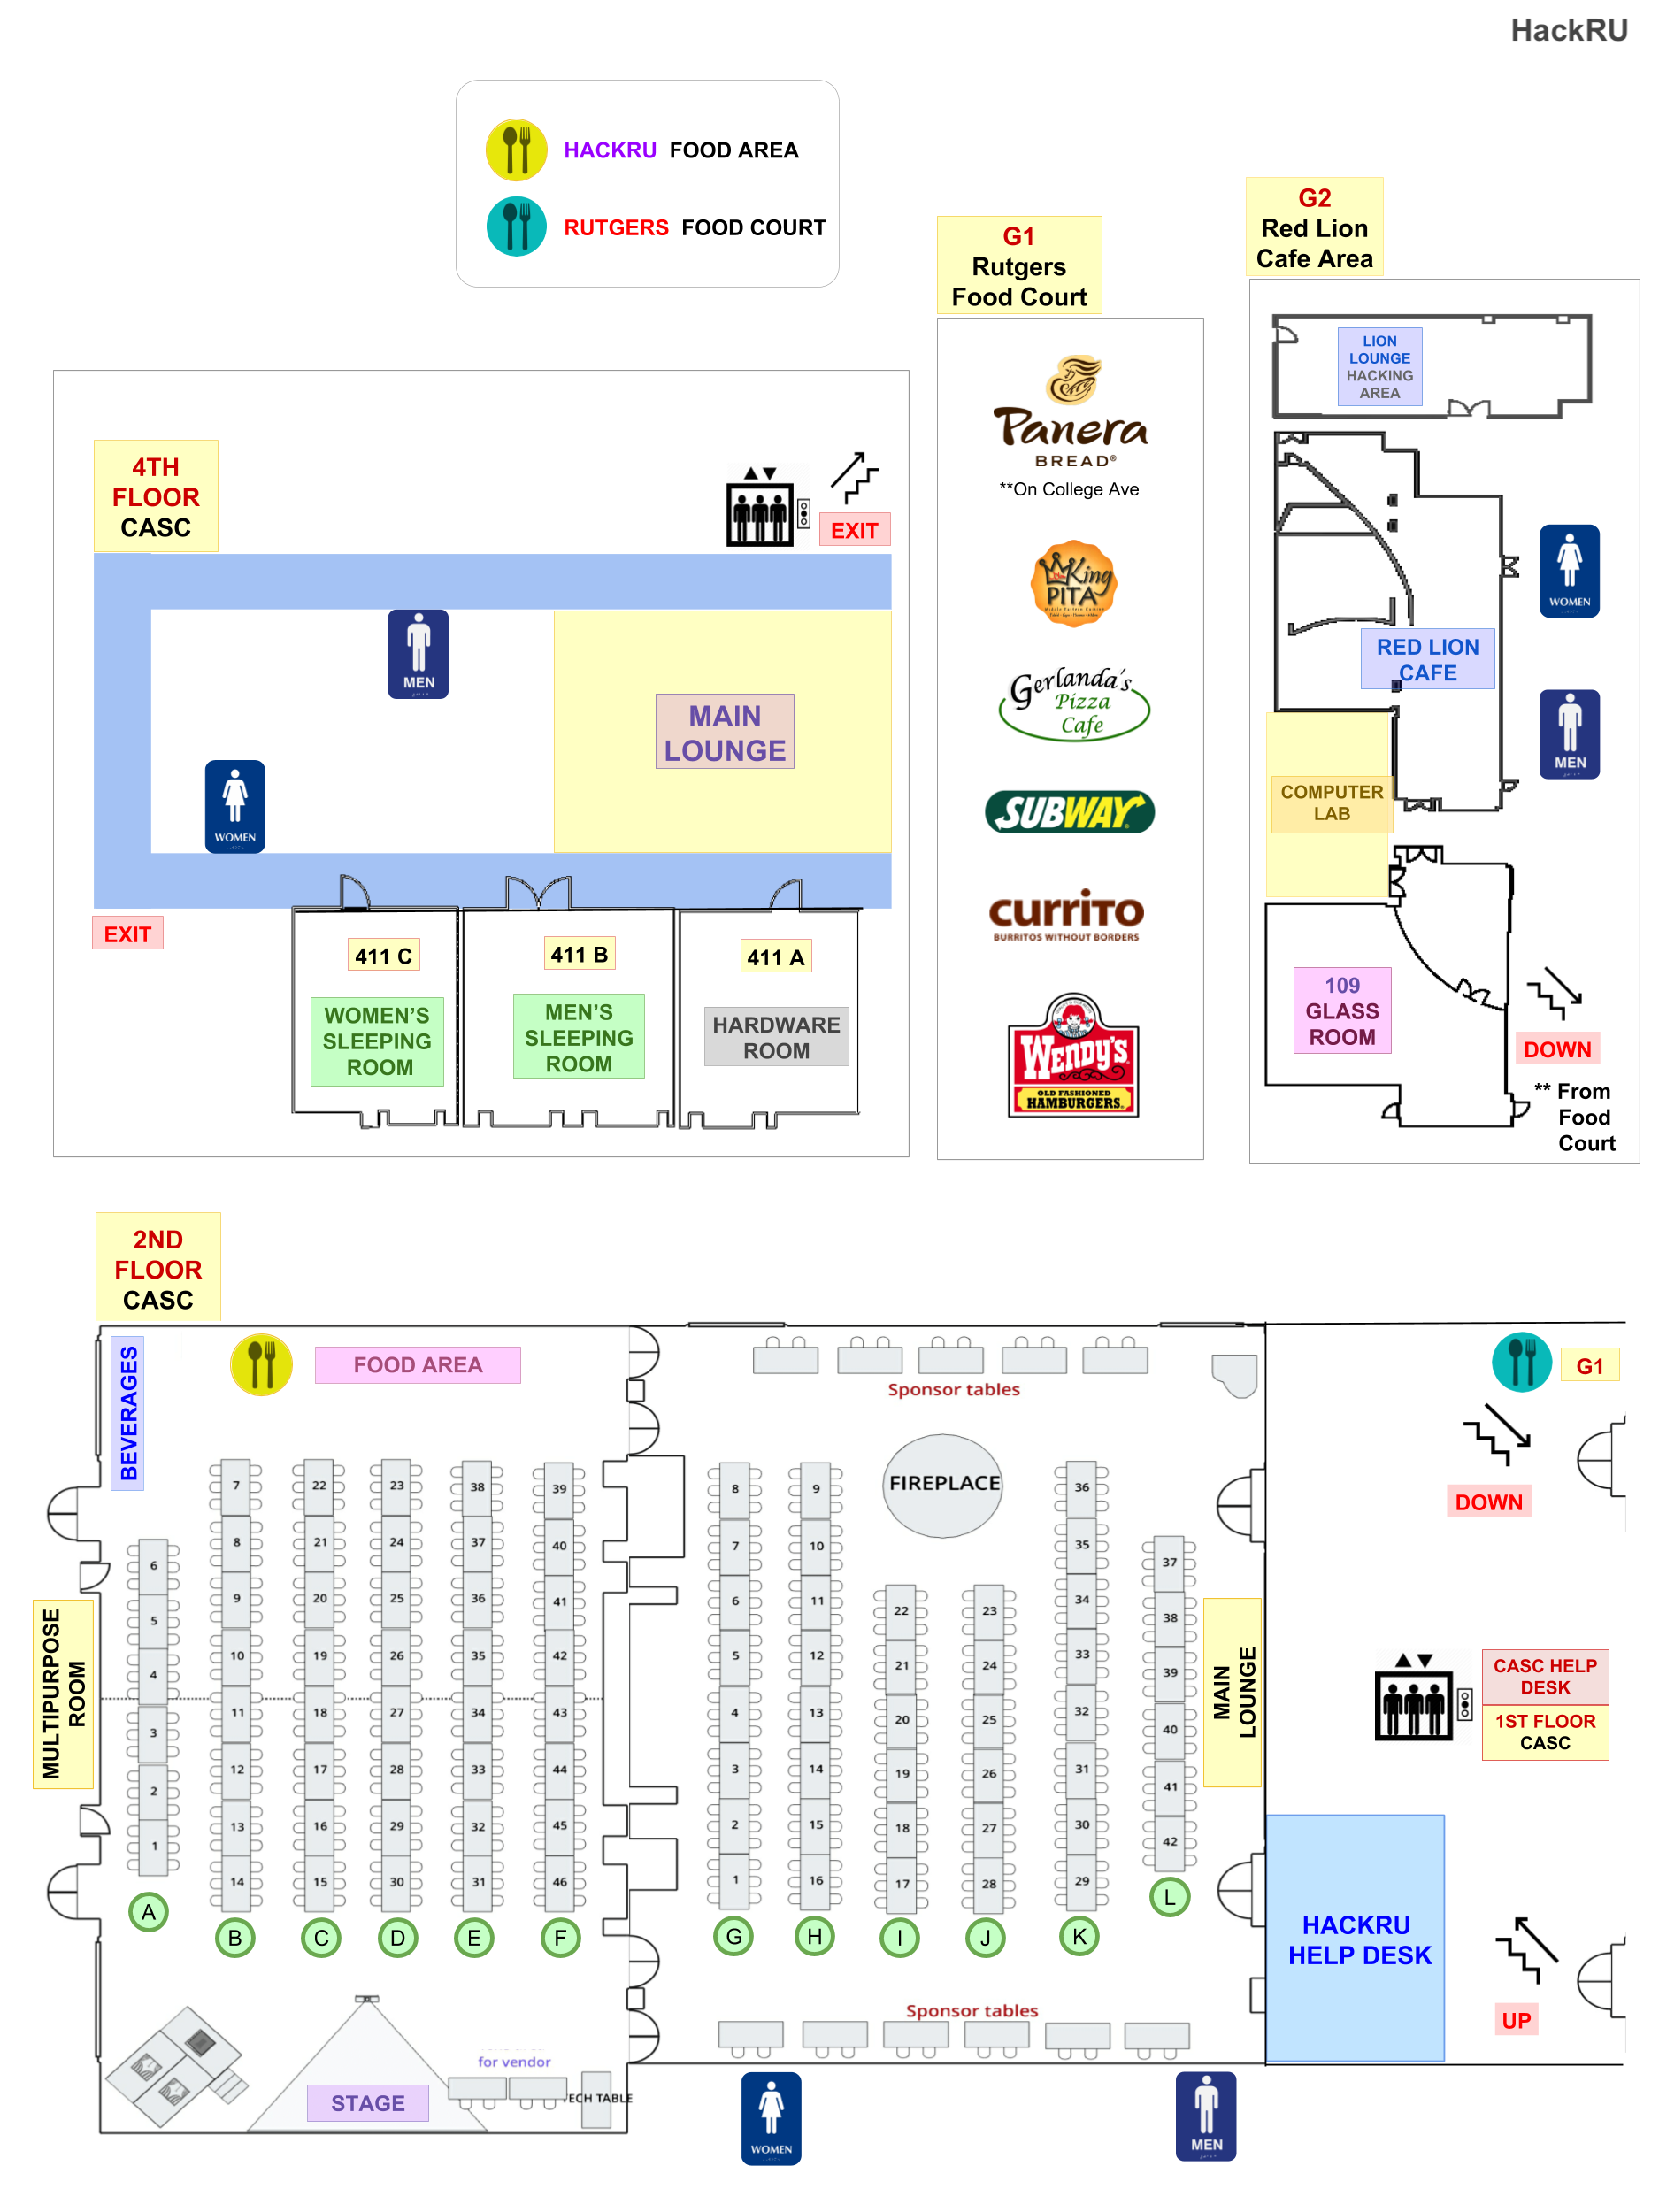 HackRU
HACKRU FOOD AREA
RUTGERS FOOD COURT
G1
Rutgers
Food Court
Panera
BREAD®
**On College Ave
King
PITA
Gerlanda's
Pizza
Cafe
SUBWAY
currito
BURRITOS WITHOUT BORDERS
WENDY'S
OLD FASHIONED
HAMBURGERS
G2
Red Lion
Cafe Area
LION
LOUNGE
HACKING
AREA
WOMEN
RED LION
CAFE
MEN
COMPUTER
LAB
109
GLASS
ROOM
DOWN
** From
Food
Court
4TH
FLOOR
CASC
EXIT
MEN
MAIN
LOUNGE
WOMEN
EXIT
411 C
411 B
411 A
WOMEN'S
SLEEPING
ROOM
MEN'S
SLEEPING
ROOM
HARDWARE
ROOM
2ND
FLOOR
CASC
BEVERAGES
FOOD AREA
MULTIPURPOSE
ROOM
6
5
4
3
2
1
A
7
8
9
10
11
12
13
14
B
22
21
20
19
18
17
16
15
C
23
24
25
26
27
28
29
30
D
38
37
36
35
34
33
32
31
E
39
40
41
42
43
44
45
46
F
for vendor
STAGE
TECH TABLE
Sponsor tables
FIREPLACE
8
7
6
5
4
3
2
1
G
9
10
11
12
13
14
15
16
H
22
21
20
19
18
17
I
23
24
25
26
27
28
J
36
35
34
33
32
31
30
29
K
37
38
39
40
41
42
L
MAIN
LOUNGE
Sponsor tables
WOMEN
MEN
G1
DOWN
CASC HELP
DESK
1ST FLOOR
CASC
HACKRU
HELP DESK
UP